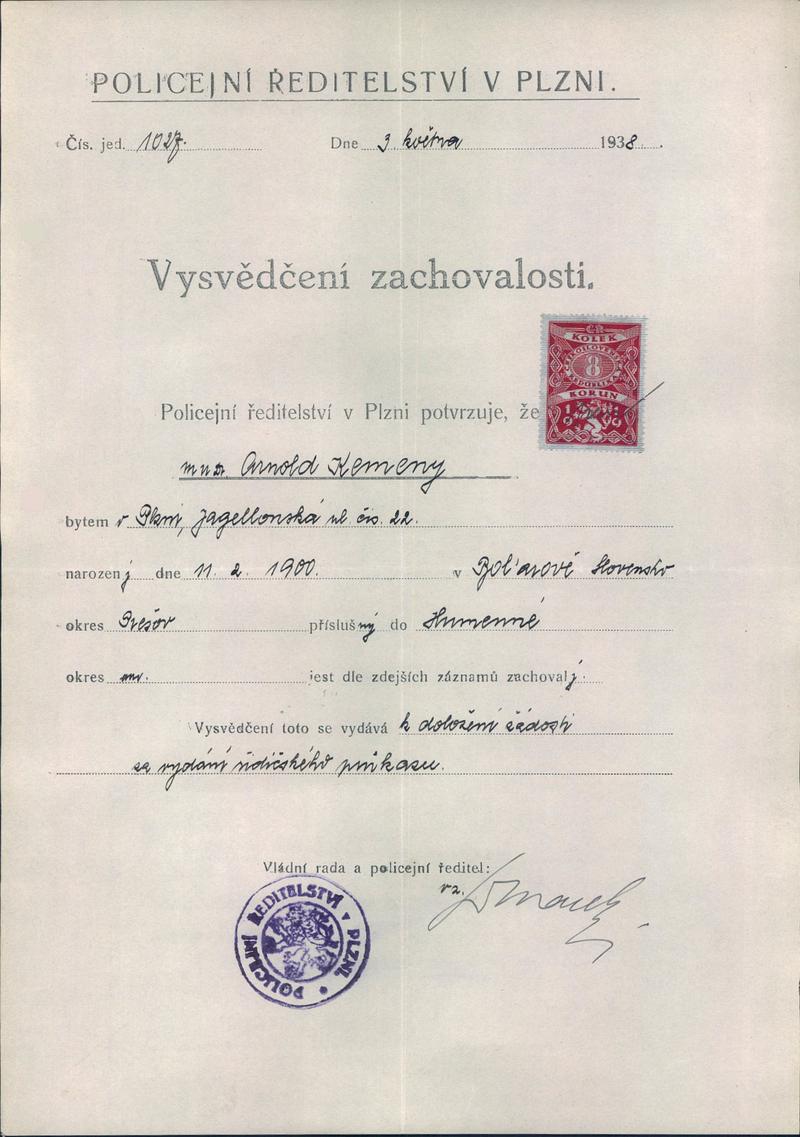 POLICEJNÍ ŘEDITELSTVÍ V PLZNI.
Čís. jed. 1027. Dne 3. května 1938.
Vysvědčení zachovalosti.
KOLEK
8
KORUN
Policejní ředitelství v Plzni potvrzuje, že
Arnold Kemeny
bytem v Plzni, Jagellonská ul. čís. 22.
narozený dne 11. 2. 1900. v Bol'arově Slovensko
okres Prešov příslušný do Humenné
okres jest dle zdejších záznamů zachovalý.
Vysvědčení toto se vydává k doložení žádosti
za vydání řidičského průkazu.
Vládní rada a policejní ředitel:
vz.
POLICEJNÍ ŘEDITELSTVÍ V PLZNI.